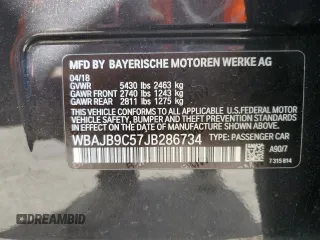 MFD BY BAYERISCHE MOTOREN WERKE AG
04/18
GVWR 5430 lbs 2463 kg
GAWR FRONT 2740 lbs 1243 kg
GAWR REAR 2811 lbs 1275 kg
THIS VEHICLE CONFORMS TO ALL APPLICABLE FEDERAL MOTOR VEHICLE SAFETY, BUMPER, AND THEFT PREVENTION STANDARDS IN EFFECT ON THE DATE OF MANUFACTURE SHOWN ABOVE.
WBAJB9C57JB286734 TYPE: PASSENGER CAR
A90/7
7 315 814
DREAMBID